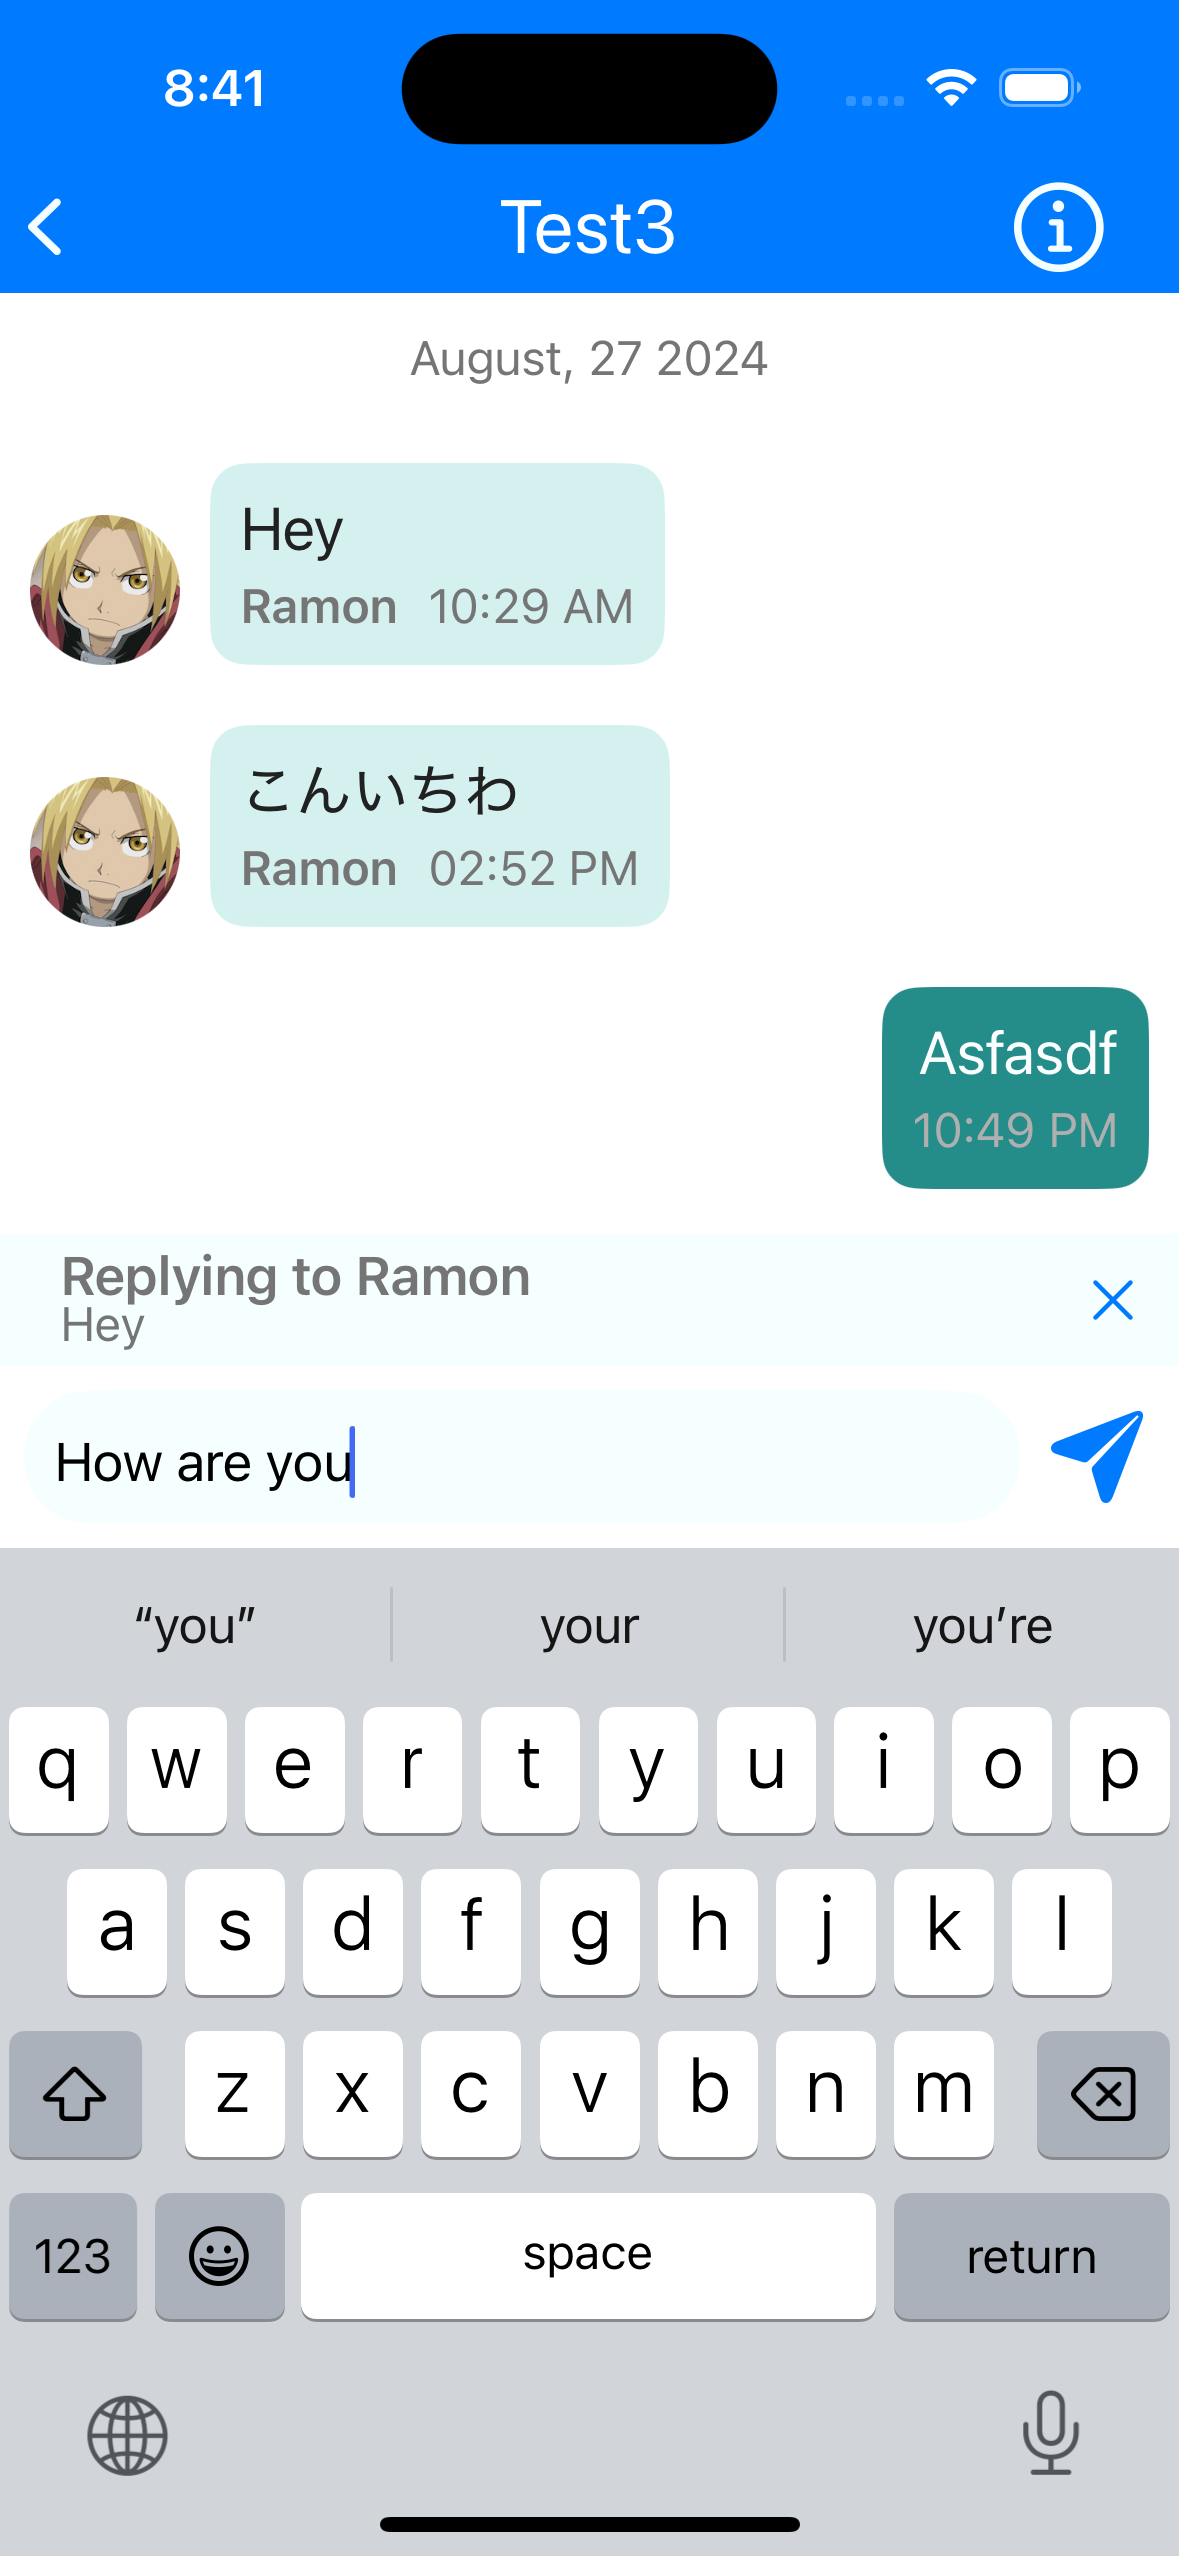 8:41
Test3
August, 27 2024
Hey
Ramon 10:29 AM
こんいちわ
Ramon 02:52 PM
Asfasdf
10:49 PM
Replying to Ramon
Hey
How are you
“you” your you’re
q w e r t y u i o p
a s d f g h j k l
z x c v b n m
123 space return